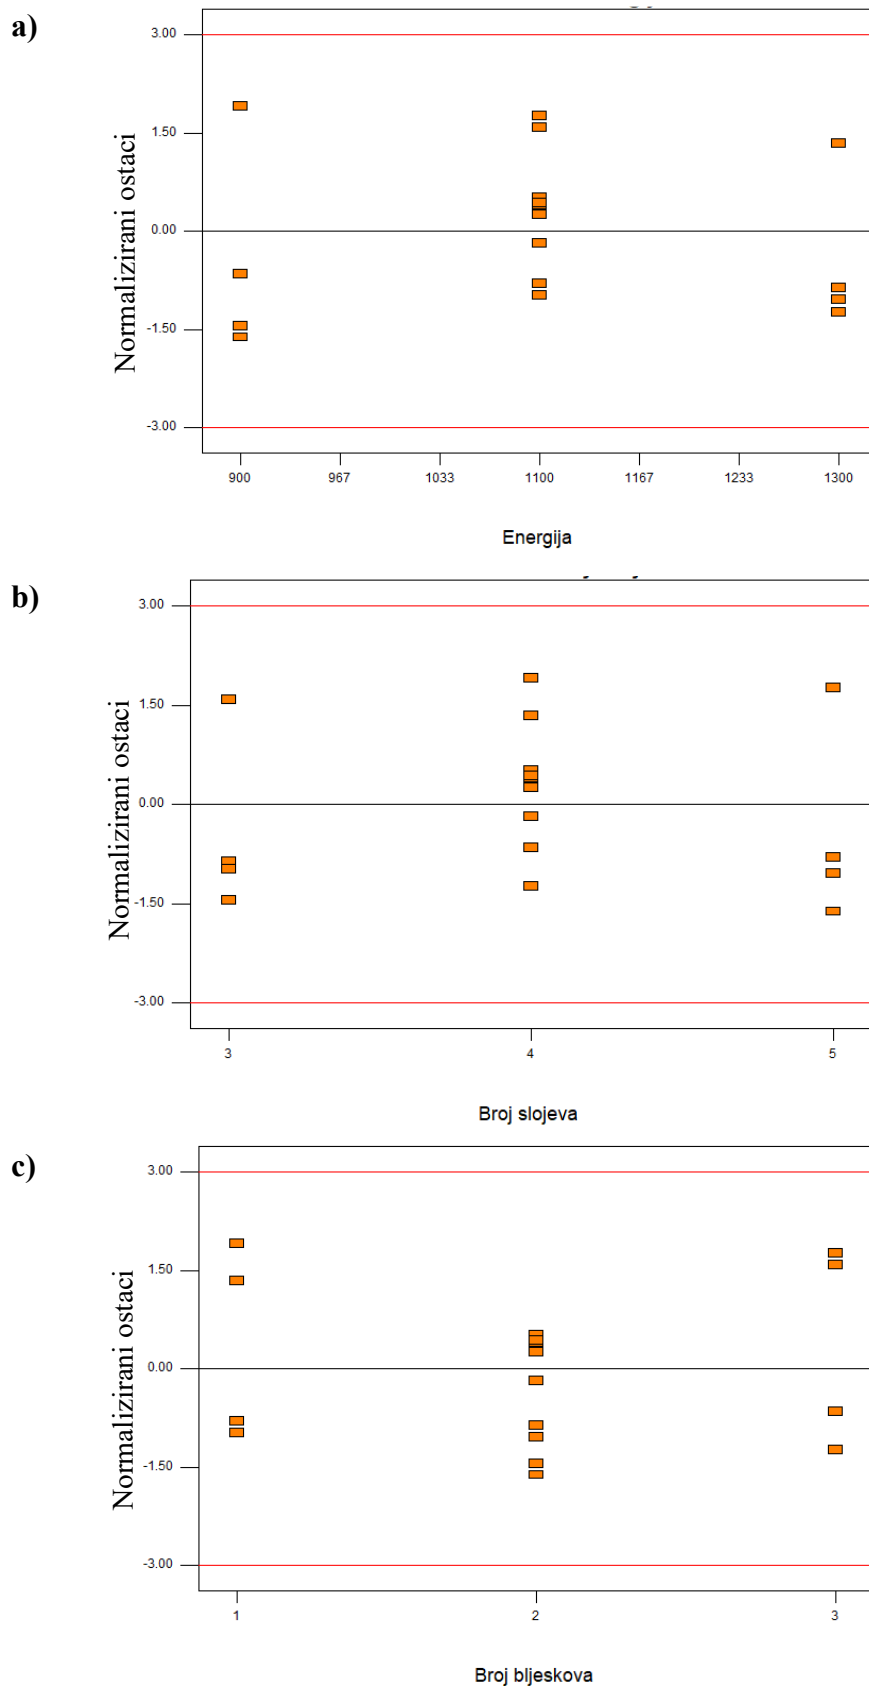 a)
3.00
1.50
0.00
-1.50
-3.00
Normalizirani ostaci
900 967 1033 1100 1167 1233 1300
Energija
b)
3.00
1.50
0.00
-1.50
-3.00
Normalizirani ostaci
3 4 5
Broj slojeva
c)
3.00
1.50
0.00
-1.50
-3.00
Normalizirani ostaci
1 2 3
Broj bljeskova